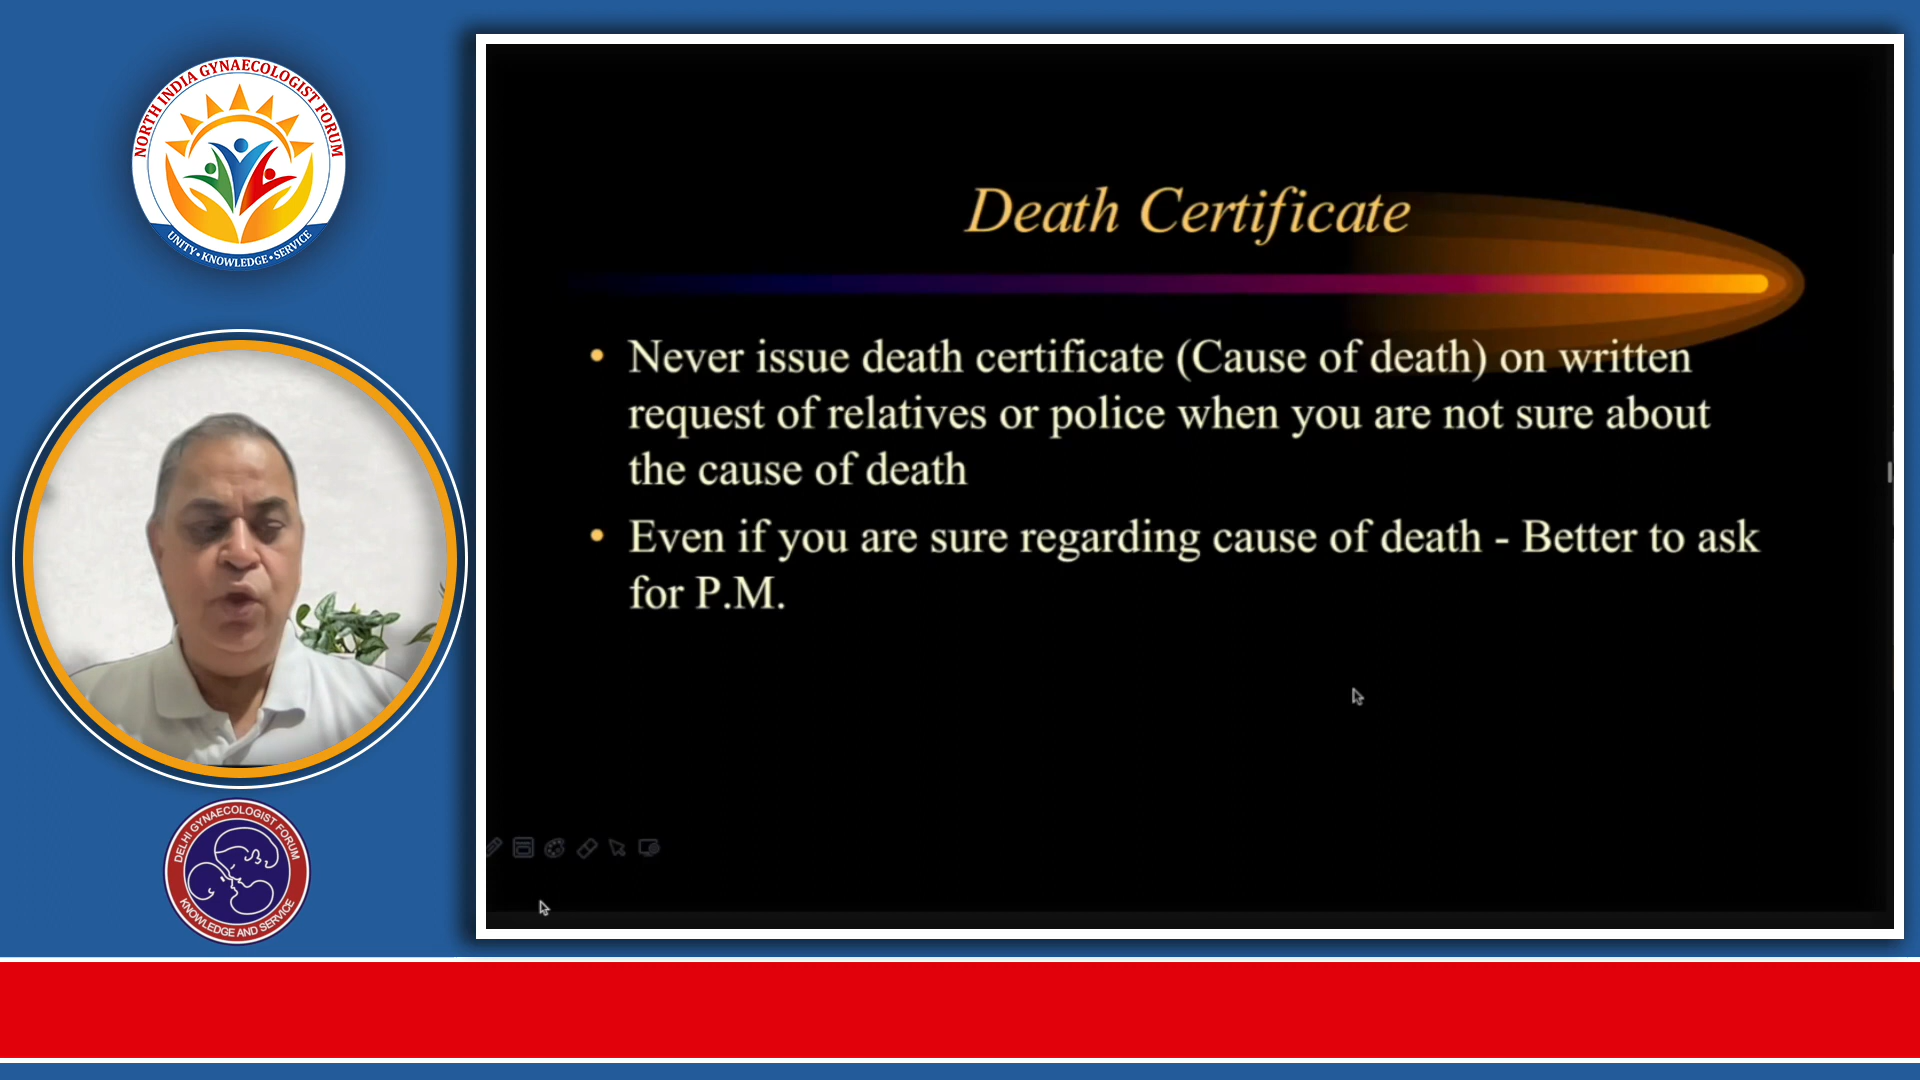 NORTH INDIA GYNAECOLOGIST FORUM
UNITY • KNOWLEDGE • SERVICE
Death Certificate
• Never issue death certificate (Cause of death) on written
request of relatives or police when you are not sure about
the cause of death
• Even if you are sure regarding cause of death - Better to ask
for P.M.
DELHI GYNAECOLOGIST FORUM
KNOWLEDGE AND SERVICE